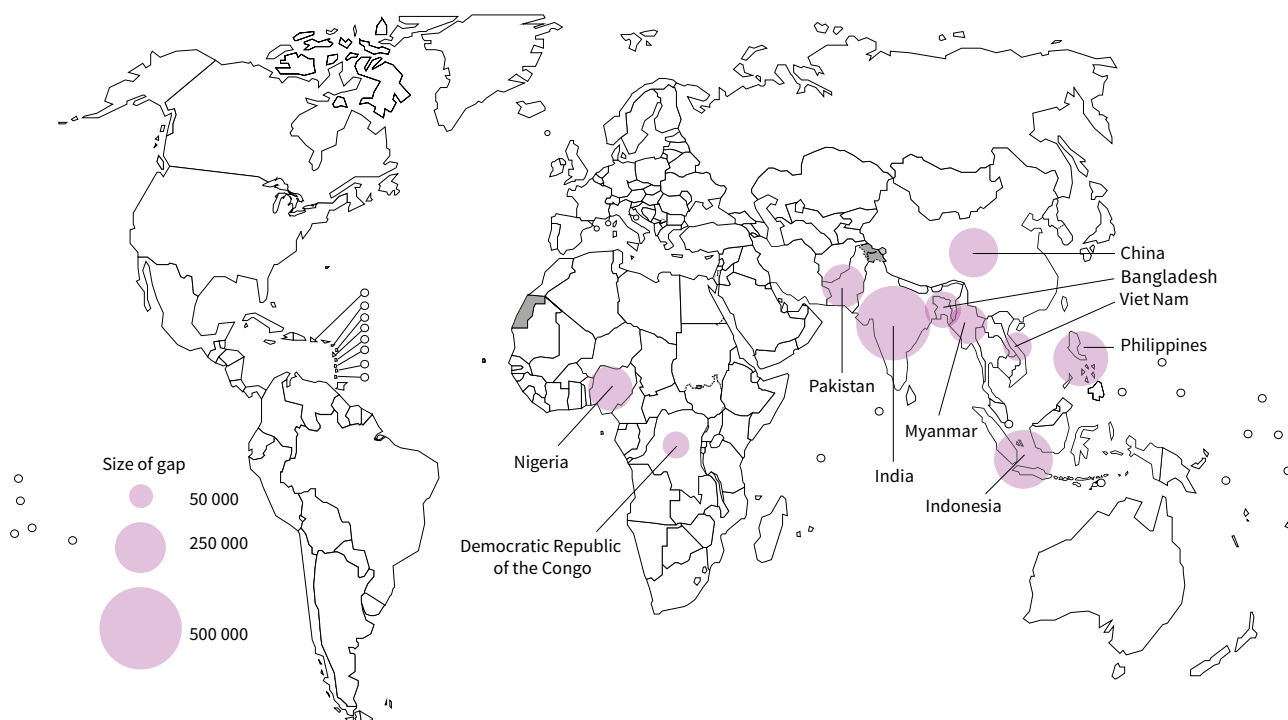 China
Bangladesh
Viet Nam
Philippines
Pakistan
Myanmar
Nigeria
Size of gap
India
50 000
Indonesia
250 000
Democratic Republic
of the Congo
500 000